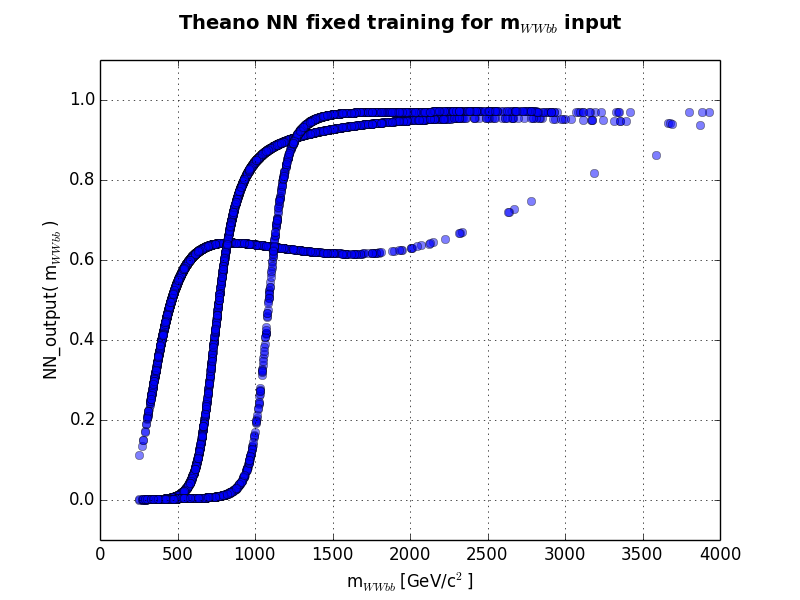 Theano NN fixed training for m_WWbb input
1.0
0.8
0.6
0.4
0.2
0.0
NN_output( m_WWbb )
0 500 1000 1500 2000 2500 3000 3500 4000
m_WWbb [GeV/c² ]